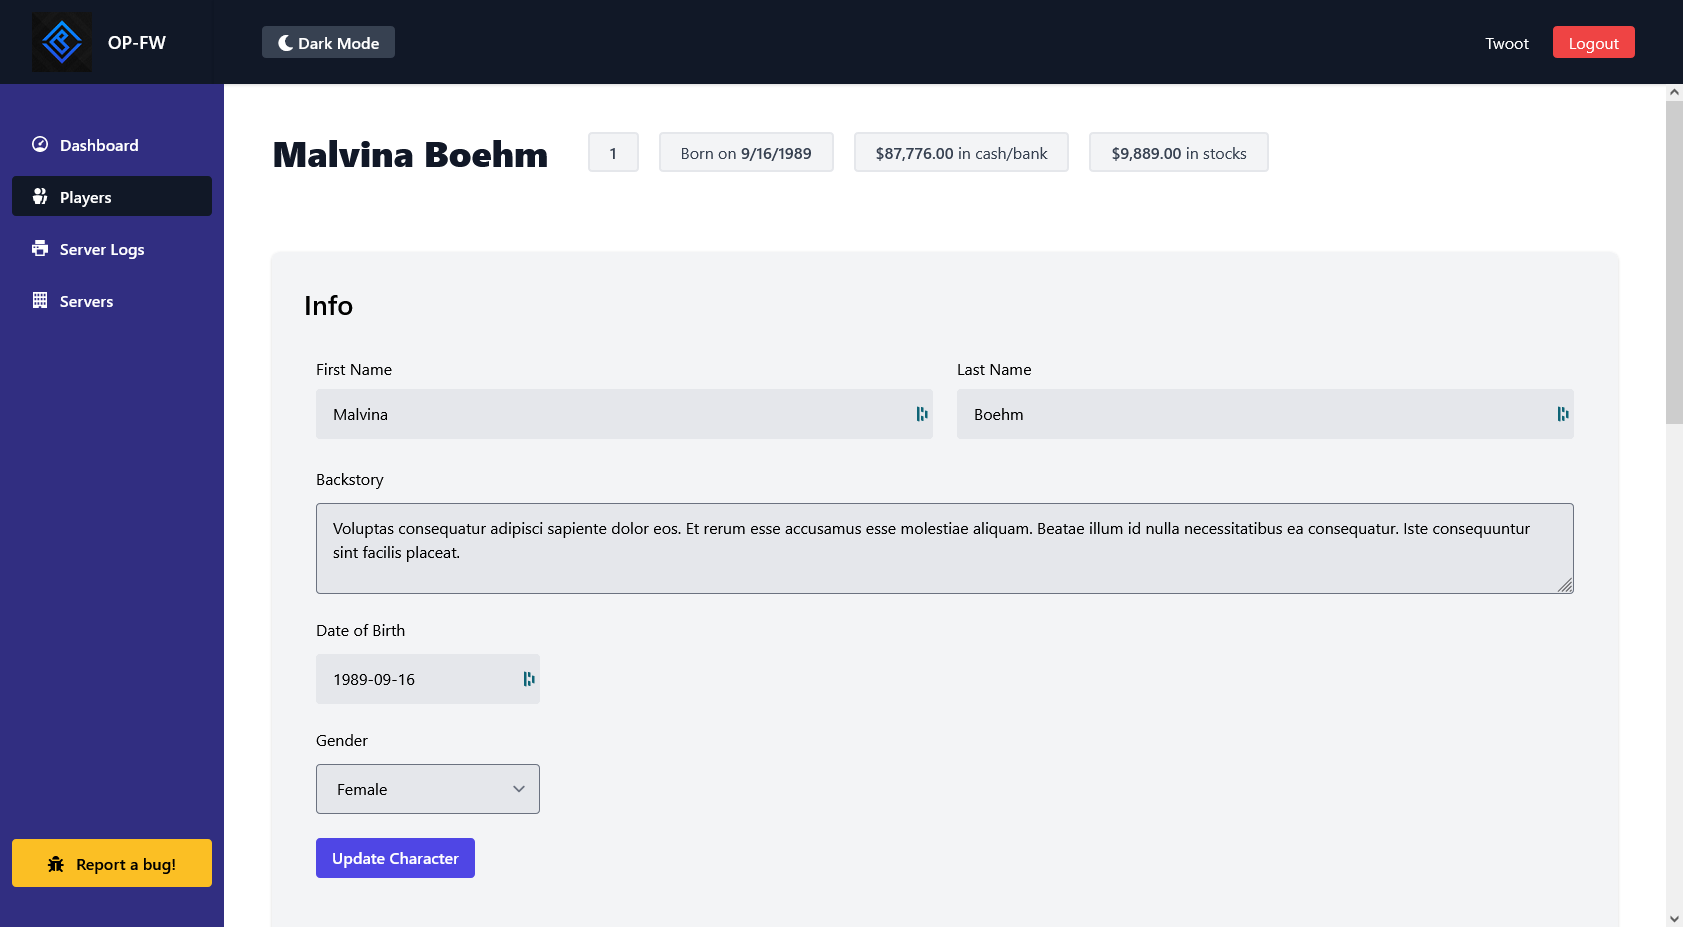 OP-FW
Dark Mode
Twoot
Logout
Dashboard
Players
Server Logs
Servers
Report a bug!
Malvina Boehm
1
Born on 9/16/1989
$87,776.00 in cash/bank
$9,889.00 in stocks
Info
First Name
Last Name
Malvina
Boehm
Backstory
Voluptas consequatur adipisci sapiente dolor eos. Et rerum esse accusamus esse molestiae aliquam. Beatae illum id nulla necessitatibus ea consequatur. Iste consequuntur
sint facilis placeat.
Date of Birth
1989-09-16
Gender
Female
Update Character